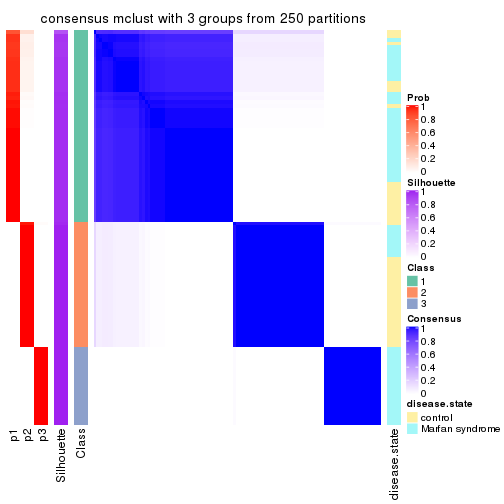 consensus mclust with 3 groups from 250 partitions
Prob
1
0.8
0.6
0.4
0.2
0
Silhouette
1
0.8
0.6
0.4
0.2
0
Class
1
2
3
Consensus
1
0.8
0.6
0.4
0.2
0
disease.state
control
Marfan syndrome
p1
p2
p3
Silhouette
Class
disease.state